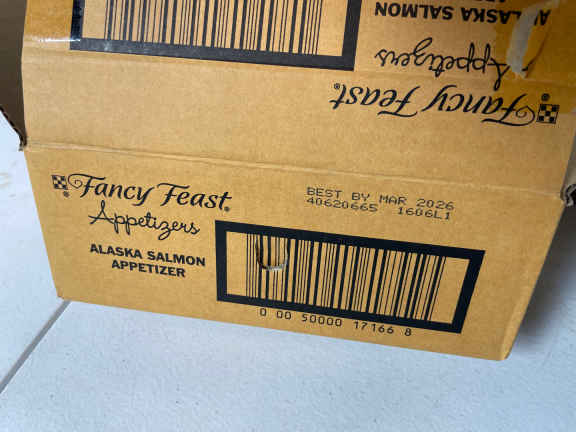 ALASKA SALMON
Appetizers
Fancy Feast®
Fancy Feast®
Appetizers
ALASKA SALMON
APPETIZER
BEST BY MAR 2026
40620665 1606L1
0 00 50000 17166 8